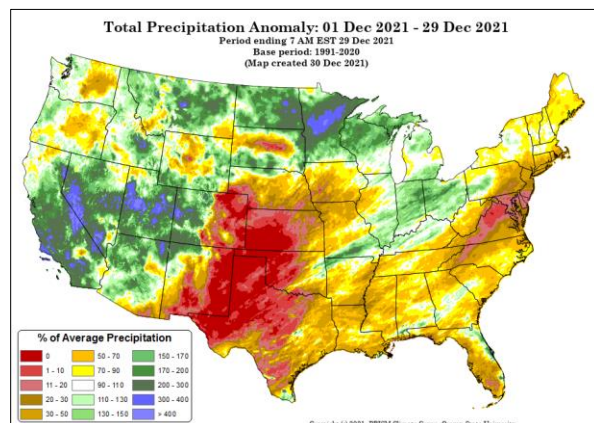 Total Precipitation Anomaly: 01 Dec 2021 - 29 Dec 2021
Period ending 7 AM EST 29 Dec 2021
Base period: 1991-2020
(Map created 30 Dec 2021)
% of Average Precipitation
0 50 - 70 150 - 170
1 - 10 70 - 90 170 - 200
11 - 20 90 - 110 200 - 300
20 - 30 110 - 130 300 - 400
30 - 50 130 - 150 > 400